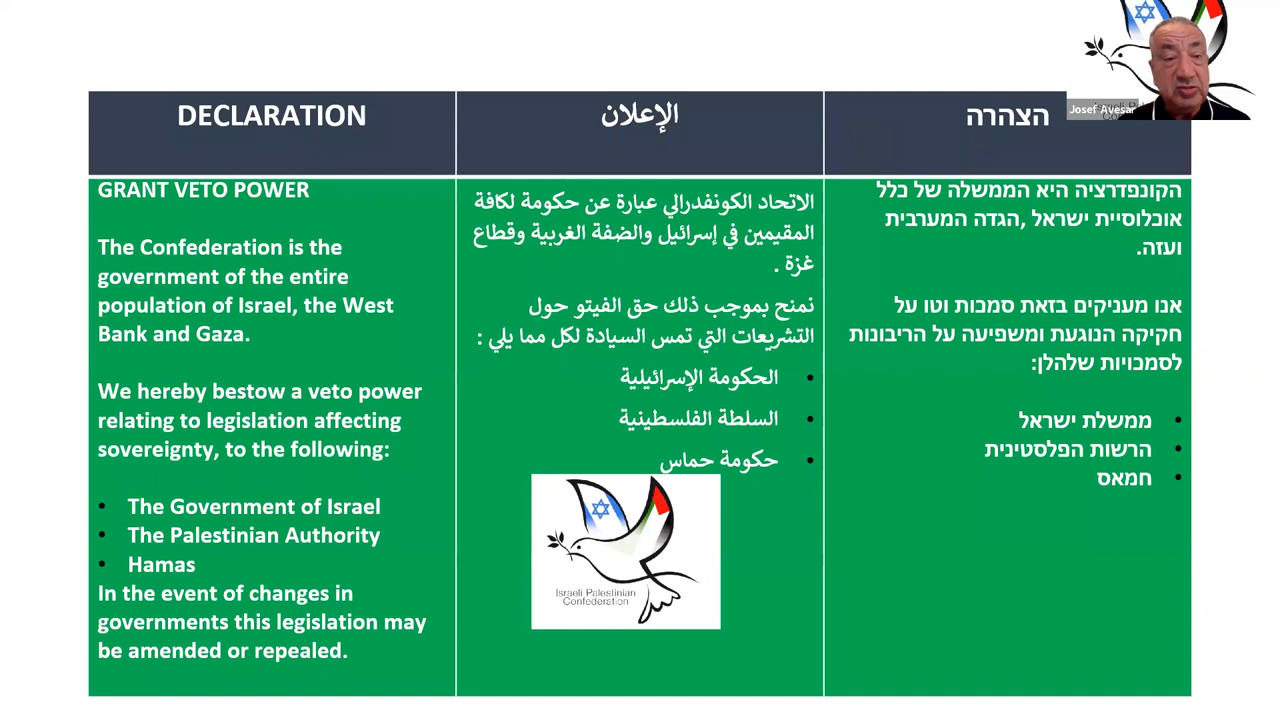 DECLARATION
GRANT VETO POWER
The Confederation is the
government of the entire
population of Israel, the West
Bank and Gaza.
We hereby bestow a veto power
relating to legislation affecting
sovereignty, to the following:
• The Government of Israel
• The Palestinian Authority
• Hamas
In the event of changes in
governments this legislation may
be amended or repealed.
الإعلان
الاتحاد الكونفدرالي عبارة عن حكومة لكافة
المقيمين في إسرائيل والضفة الغربية وقطاع
غزة .
نمنح بموجب ذلك حق الفيتو حول
التشريعات التي تمس السيادة لكل مما يلي :
• الحكومة الإسرائيلية
• السلطة الفلسطينية
• حكومة حماس
Israeli Palestinian
Confederation
הצהרה
הקונפדרציה היא הממשלה של כלל
אוכלוסיית ישראל ,הגדה המערבית
ועזה.
אנו מעניקים בזאת סמכות וטו על
חקיקה הנוגעת ומשפיעה על הריבונות
לסמכויות שלהלן:
• ממשלת ישראל
• הרשות הפלסטינית
• חמאס
Josef Avesar